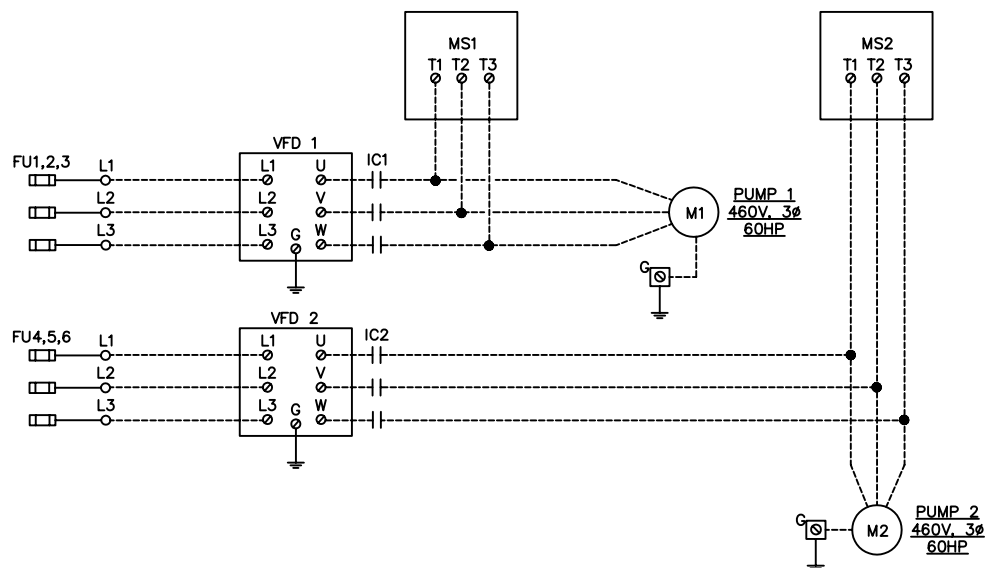 MS1
T1 T2 T3
MS2
T1 T2 T3
VFD 1
FU1,2,3
L1
L1
U
IC1
L2
L2
V
L3
L3
G
W
M1
PUMP 1
460V, 3ø
60HP
G
VFD 2
FU4,5,6
L1
L1
U
IC2
L2
L2
V
L3
L3
G
W
G
M2
PUMP 2
460V, 3ø
60HP